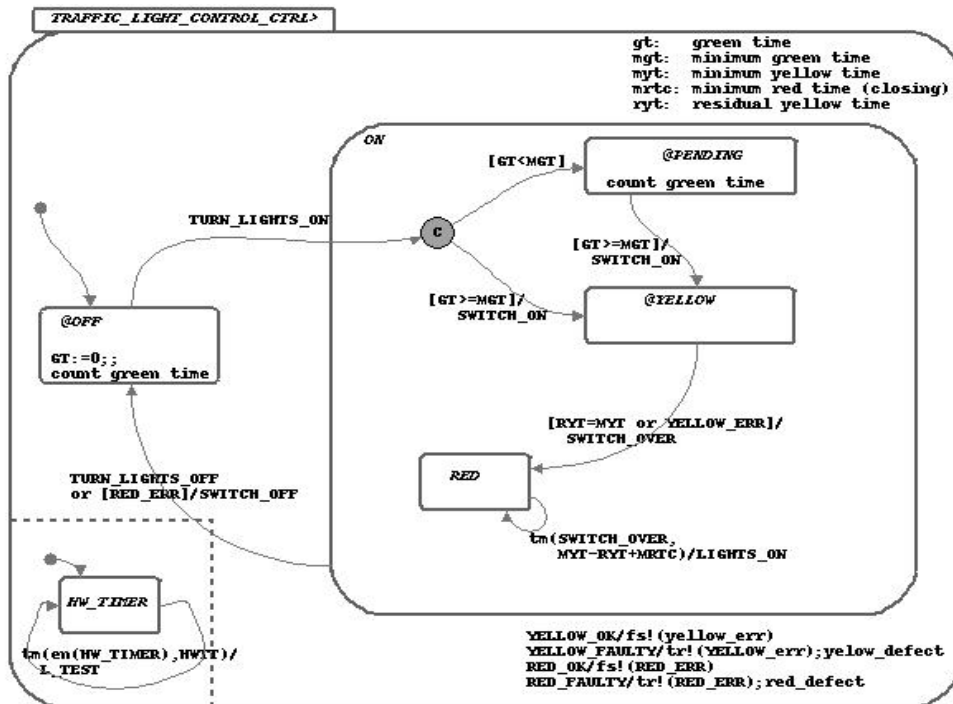 TRAFFIC_LIGHT_CONTROL_CTRL>
gt: green time
mgt: minimum green time
myt: minimum yellow time
mrtc: minimum red time (closing)
ryt: residual yellow time
ON
[GT<MGT]
@PENDING
count green time
TURN_LIGHTS_ON
C
[GT>=MGT]/
SWITCH_ON
[GT>=MGT]/
SWITCH_ON
@YELLOW
@OFF
GT:=0;;
count green time
[RYT=MYT or YELLOW_ERR]/
SWITCH_OVER
RED
TURN_LIGHTS_OFF
or [RED_ERR]/SWITCH_OFF
tm(SWITCH_OVER,
MYT-RYT+MRTC)/LIGHTS_ON
HW_TIMER
tm(en(HW_TIMER),HWTT)/
L_TEST
YELLOW_OK/fs!(yellow_err)
YELLOW_FAULTY/tr!(YELLOW_err);yelow_defect
RED_OK/fs!(RED_ERR)
RED_FAULTY/tr!(RED_ERR);red_defect